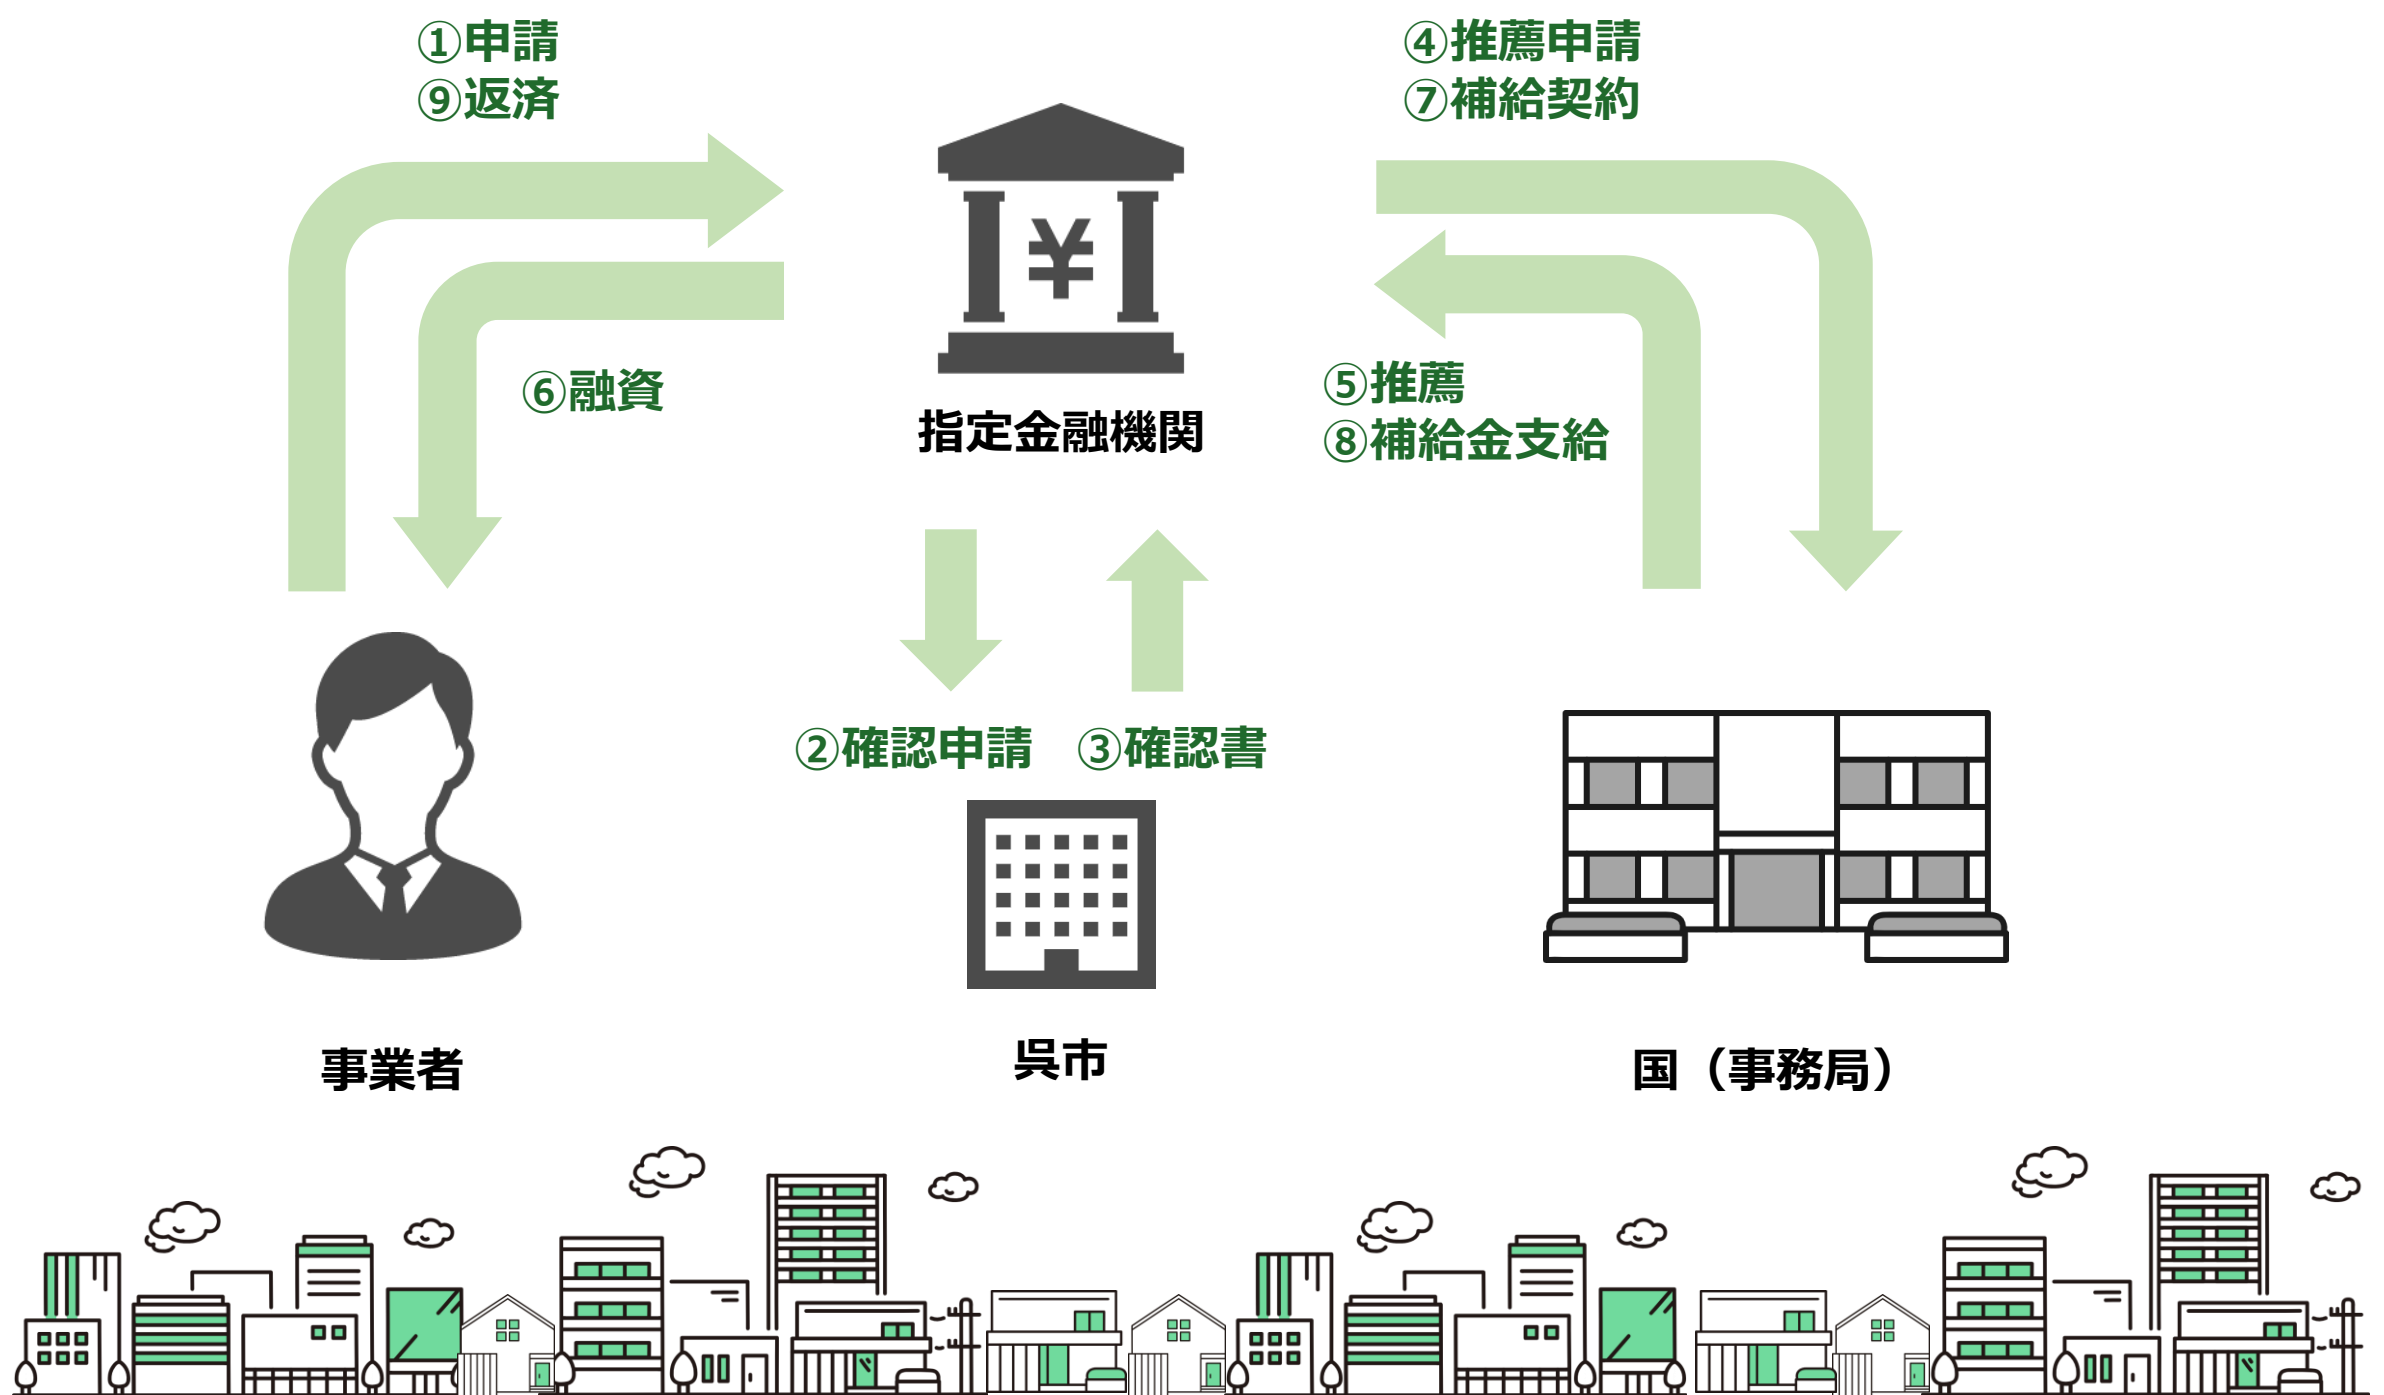 ①申請
⑨返済
④推薦申請
⑦補給契約
¥
⑥融資
指定金融機関
⑤推薦
⑧補給金支給
②確認申請
③確認書
事業者
呉市
国（事務局）